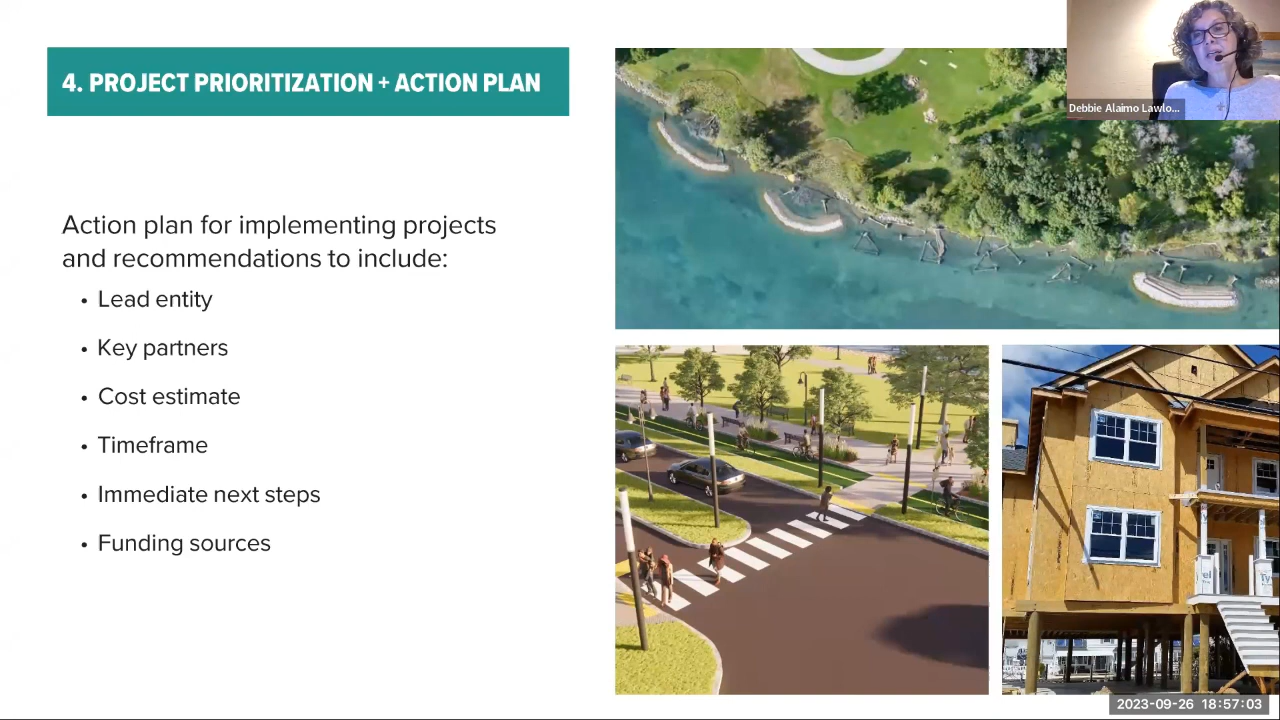 4. PROJECT PRIORITIZATION + ACTION PLAN
Debbie Alaimo Lawlo...
Action plan for implementing projects
and recommendations to include:
• Lead entity
• Key partners
• Cost estimate
• Timeframe
• Immediate next steps
• Funding sources
2023-09-26 18:57:03